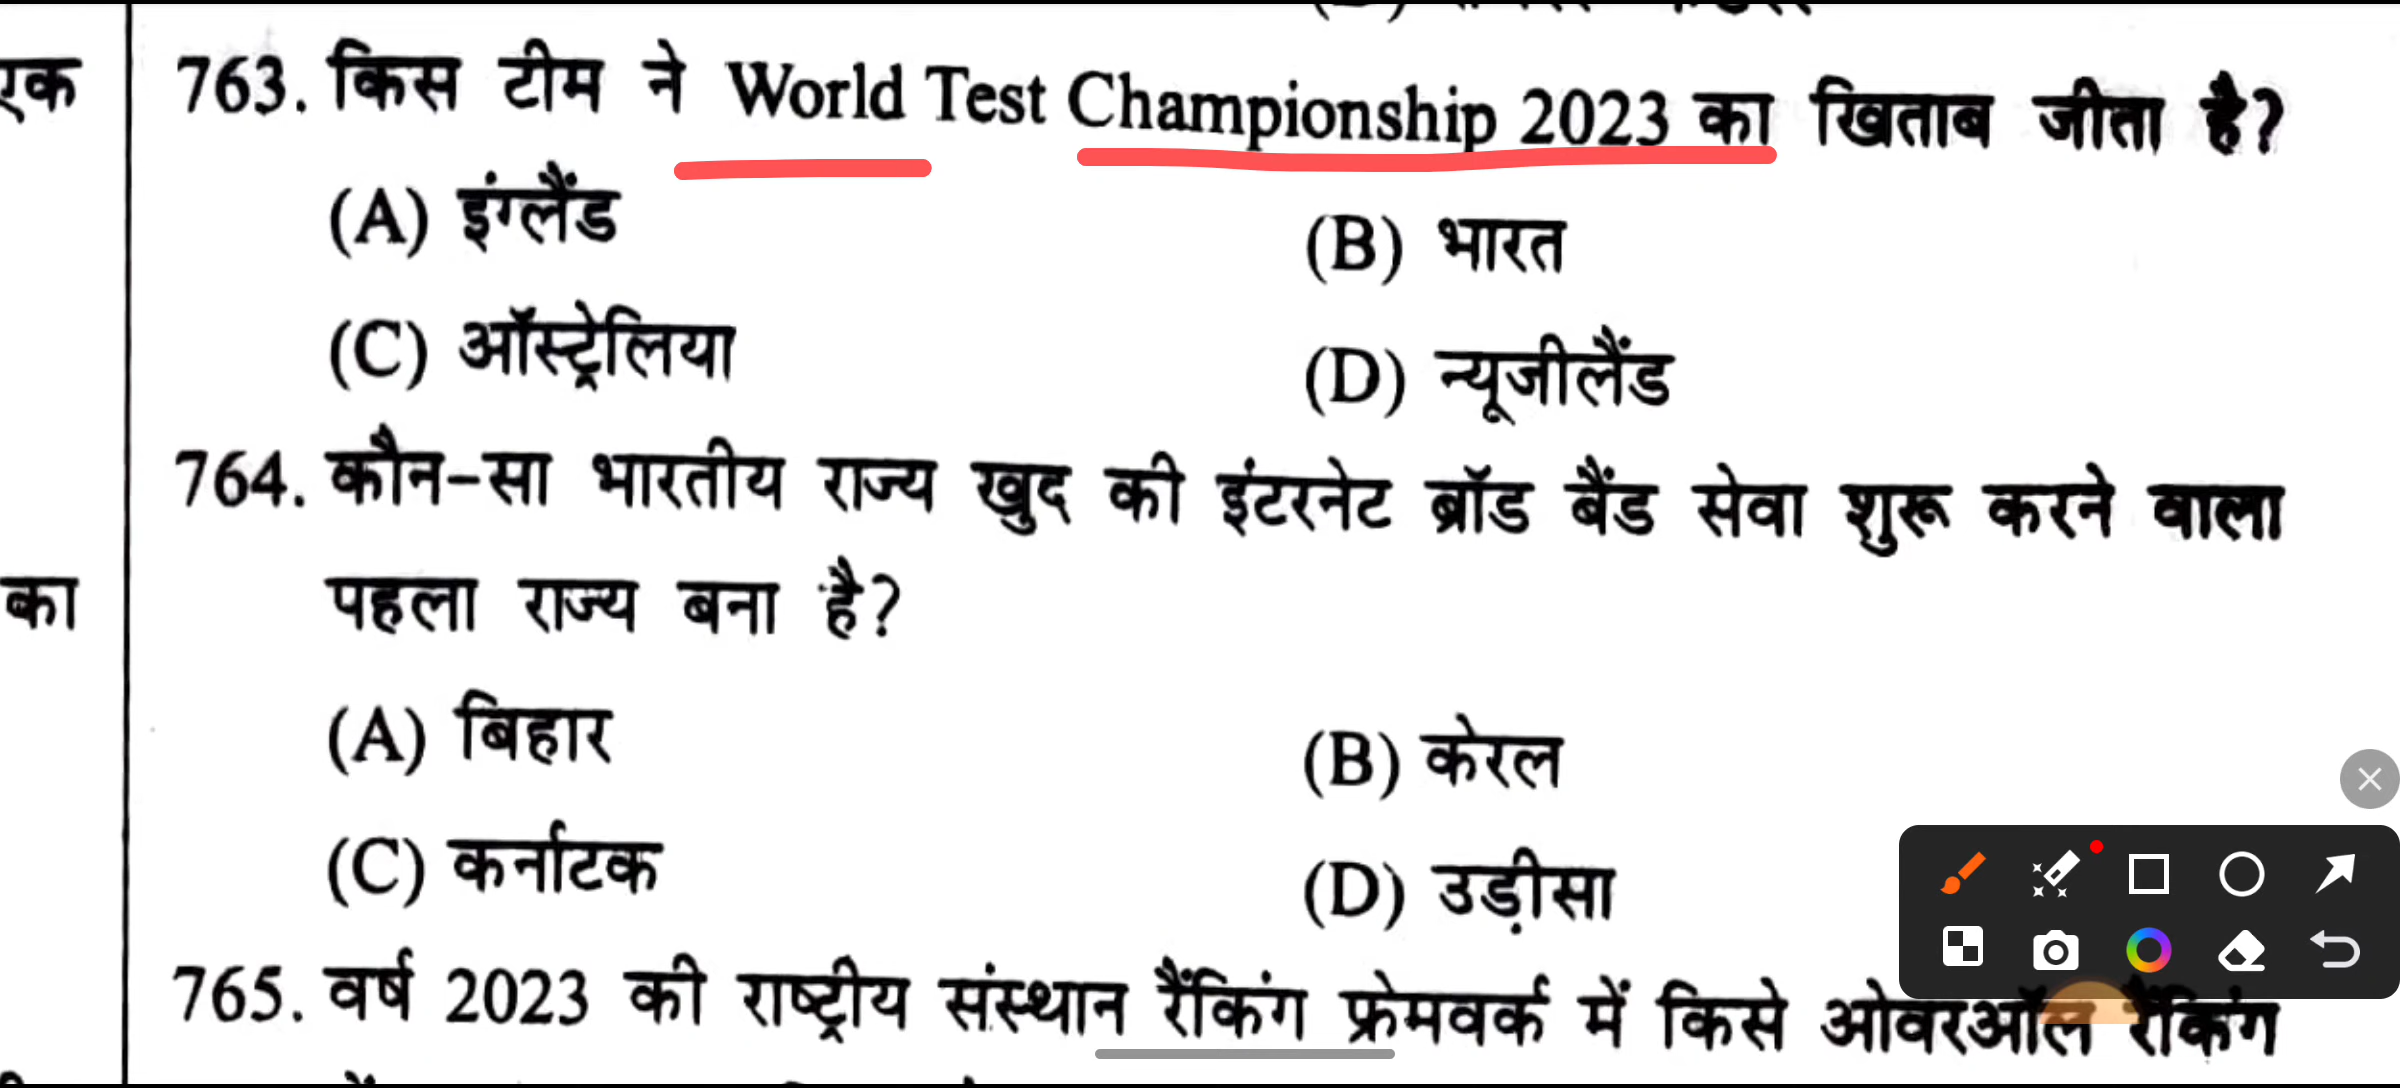 एक
763. किस टीम ने World Test Championship 2023 का खिताब जीता है?
(A) इंग्लैंड
(B) भारत
(C) ऑस्ट्रेलिया
(D) न्यूजीलैंड
764. कौन-सा भारतीय राज्य खुद की इंटरनेट ब्रॉड बैंड सेवा शुरू करने वाला
का
पहला राज्य बना है?
(A) बिहार
(B) केरल
(C) कर्नाटक
(D) उड़ीसा
765. वर्ष 2023 की राष्ट्रीय संस्थान रैंकिंग फ्रेमवर्क में किसे ओवरऑल रैंकिंग